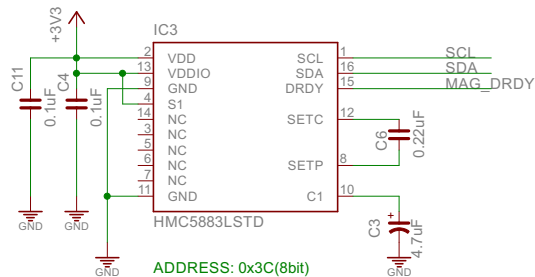 +3V3
IC3
C11
0.1uF
C4
0.1uF
2 VDD
13 VDDIO
9 GND
4 S1
14 NC
3 NC
5 NC
6 NC
7 NC
11 GND
SCL 1 SCL
SDA 16 SDA
DRDY 15 MAG_DRDY
SETC 12
C6
0.22uF
SETP 8
C1 10
+
C3
4.7uF
GND
GND
GND
GND
HMC5883LSTD
ADDRESS: 0x3C(8bit)